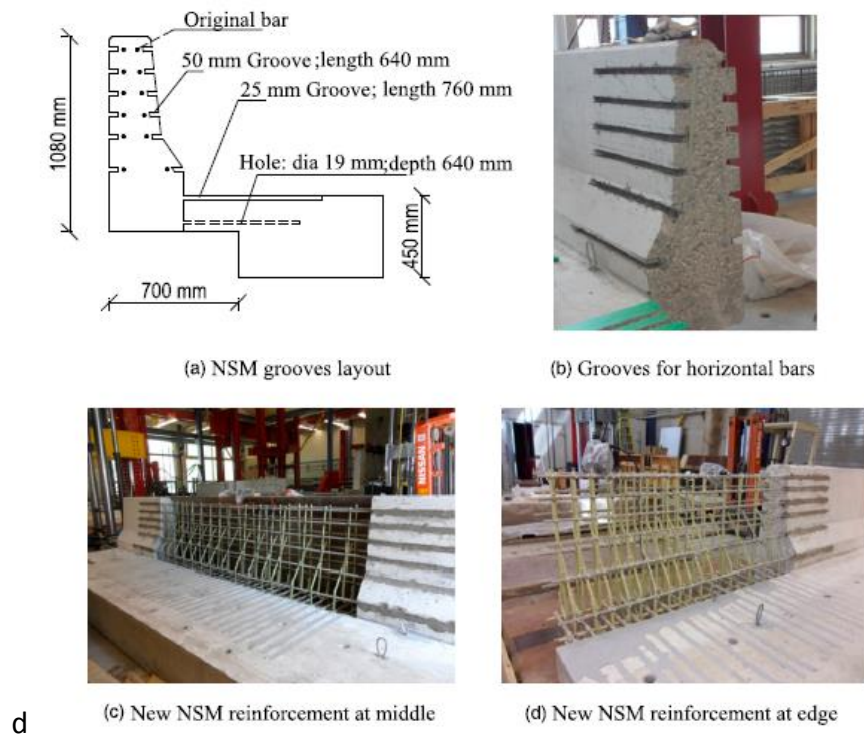 Original bar
50 mm Groove ;length 640 mm
25 mm Groove; length 760 mm
Hole: dia 19 mm;depth 640 mm
1080 mm
450 mm
700 mm
(a) NSM grooves layout
(b) Grooves for horizontal bars
NISSAN
d
(c) New NSM reinforcement at middle
(d) New NSM reinforcement at edge